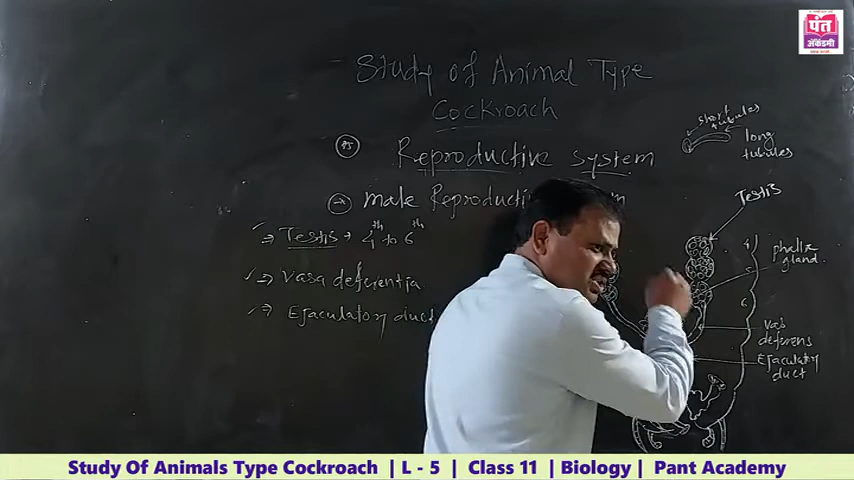 पंत
अकॅडमी
Study of Animal Type
Cockroach
Reproductive system
→ Male Reproductive
⇒ Testis → 4th to 6th
⇒ Vasa deferentia
⇒ Ejaculatory duct
short
tubules
long
tubules
Testis
4
5
6
phallic
gland.
Vas
deferens
Ejaculatory
duct
Study Of Animals Type Cockroach | L - 5 | Class 11 | Biology | Pant Academy